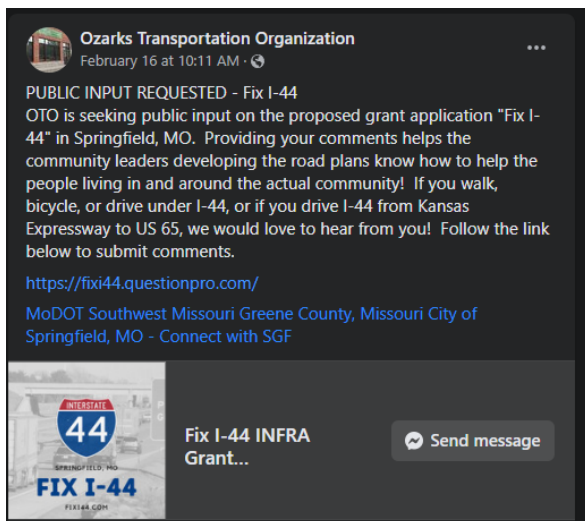 Ozarks Transportation Organization
February 16 at 10:11 AM ·
PUBLIC INPUT REQUESTED - Fix I-44
OTO is seeking public input on the proposed grant application "Fix I-
44" in Springfield, MO.  Providing your comments helps the
community leaders developing the road plans know how to help the
people living in and around the actual community!  If you walk,
bicycle, or drive under I-44, or if you drive I-44 from Kansas
Expressway to US 65, we would love to hear from you!  Follow the link
below to submit comments.
https://fixi44.questionpro.com/
MoDOT Southwest Missouri Greene County, Missouri City of
Springfield, MO - Connect with SGF
INTERSTATE
44
SPRINGFIELD, MO
FIX I-44
FIXI44.COM
Fix I-44 INFRA
Grant...
Send message